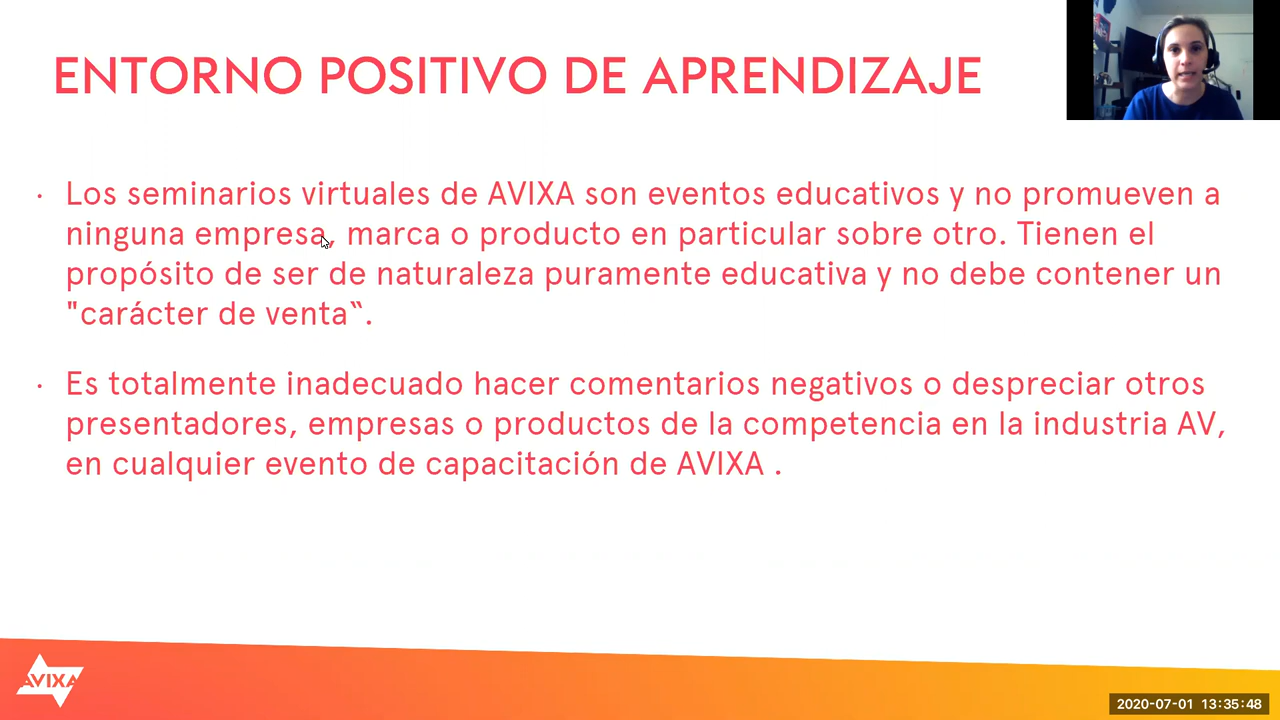 ENTORNO POSITIVO DE APRENDIZAJE
· Los seminarios virtuales de AVIXA son eventos educativos y no promueven a
ninguna empresa, marca o producto en particular sobre otro. Tienen el
propósito de ser de naturaleza puramente educativa y no debe contener un
"carácter de venta‟.
· Es totalmente inadecuado hacer comentarios negativos o despreciar otros
presentadores, empresas o productos de la competencia en la industria AV,
en cualquier evento de capacitación de AVIXA .
AVIXA
2020-07-01 13:35:48